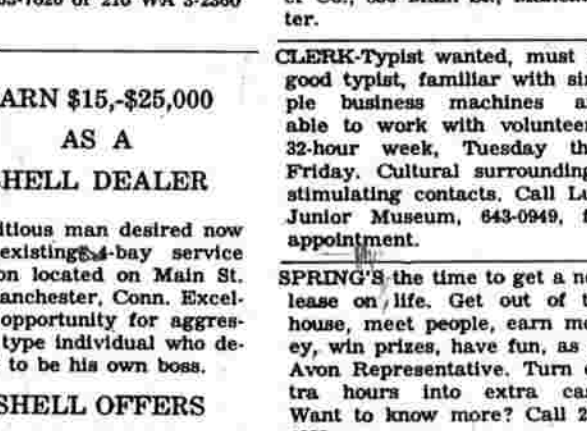 ARN $15,-$25,000
AS A
HELL DEALER
itious man desired now
existing 4-bay service
on located on Main St.
anchester, Conn. Excel-
opportunity for aggres-
type individual who de-
to be his own boss.
SHELL OFFERS
ter.
CLERK-Typist wanted, must
good typist, familiar with sim
ple business machines a
able to work with volunteer
32-hour week, Tuesday th
Friday. Cultural surrounding
stimulating contacts. Call Lu
Junior Museum, 643-0949,
appointment.
SPRING'S the time to get a n
lease on life. Get out of
house, meet people, earn mo
ey, win prizes, have fun, as
Avon Representative. Turn e
tra hours into extra ca
Want to know more? Call 2